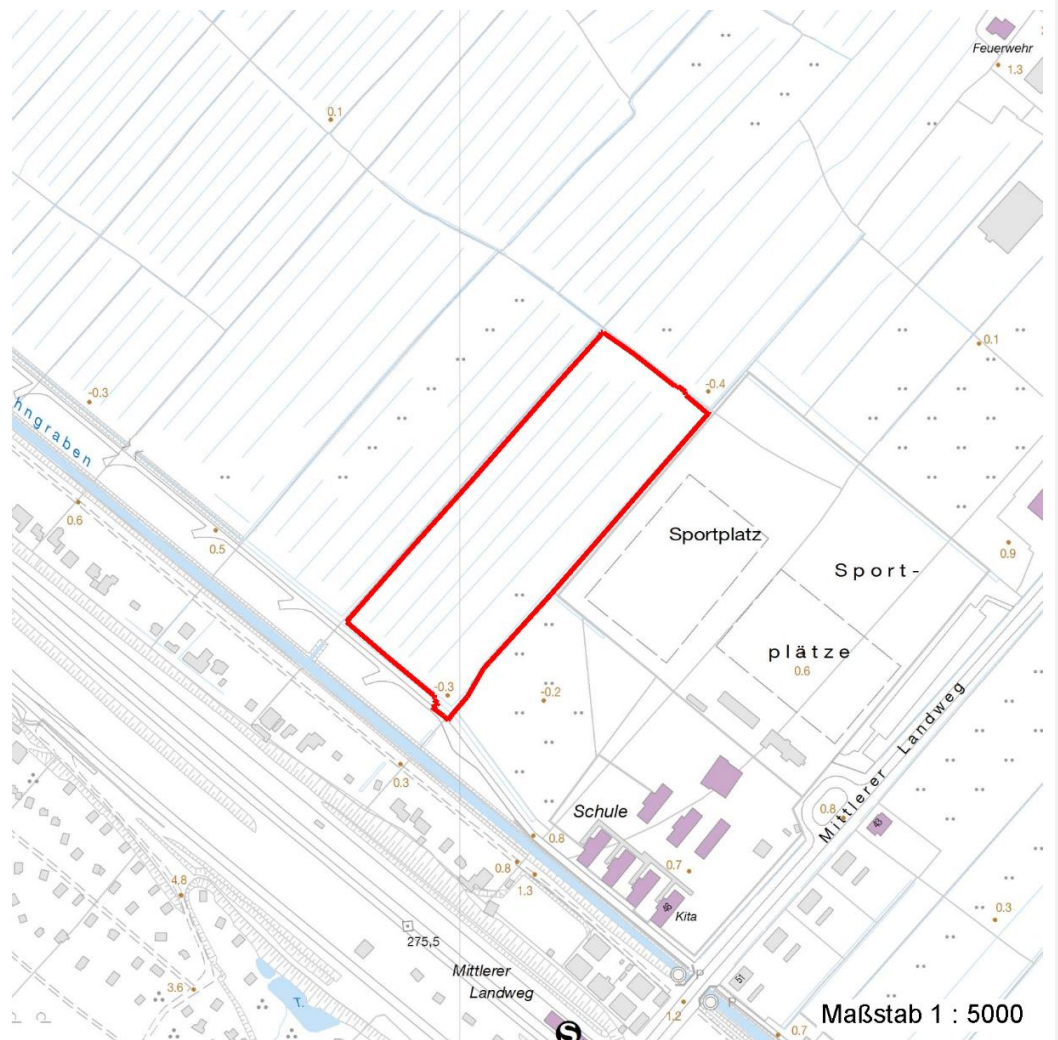 Feuerwehr
1.3
0.1
0.1
-0.3
-0.4
hngraben
0.6
0.5
Sportplatz
0.9
Sport-
plätze
0.6
-0.3
-0.2
Mittlerer Landweg
0.3
Schule
0.8
43
0.8
0.8
0.7
1.3
4.8
46
Kita
0.3
275,5
Mittlerer
Landweg
P
51
3.6
T.
P
1.2
Maßstab 1 : 5000
S
0.7